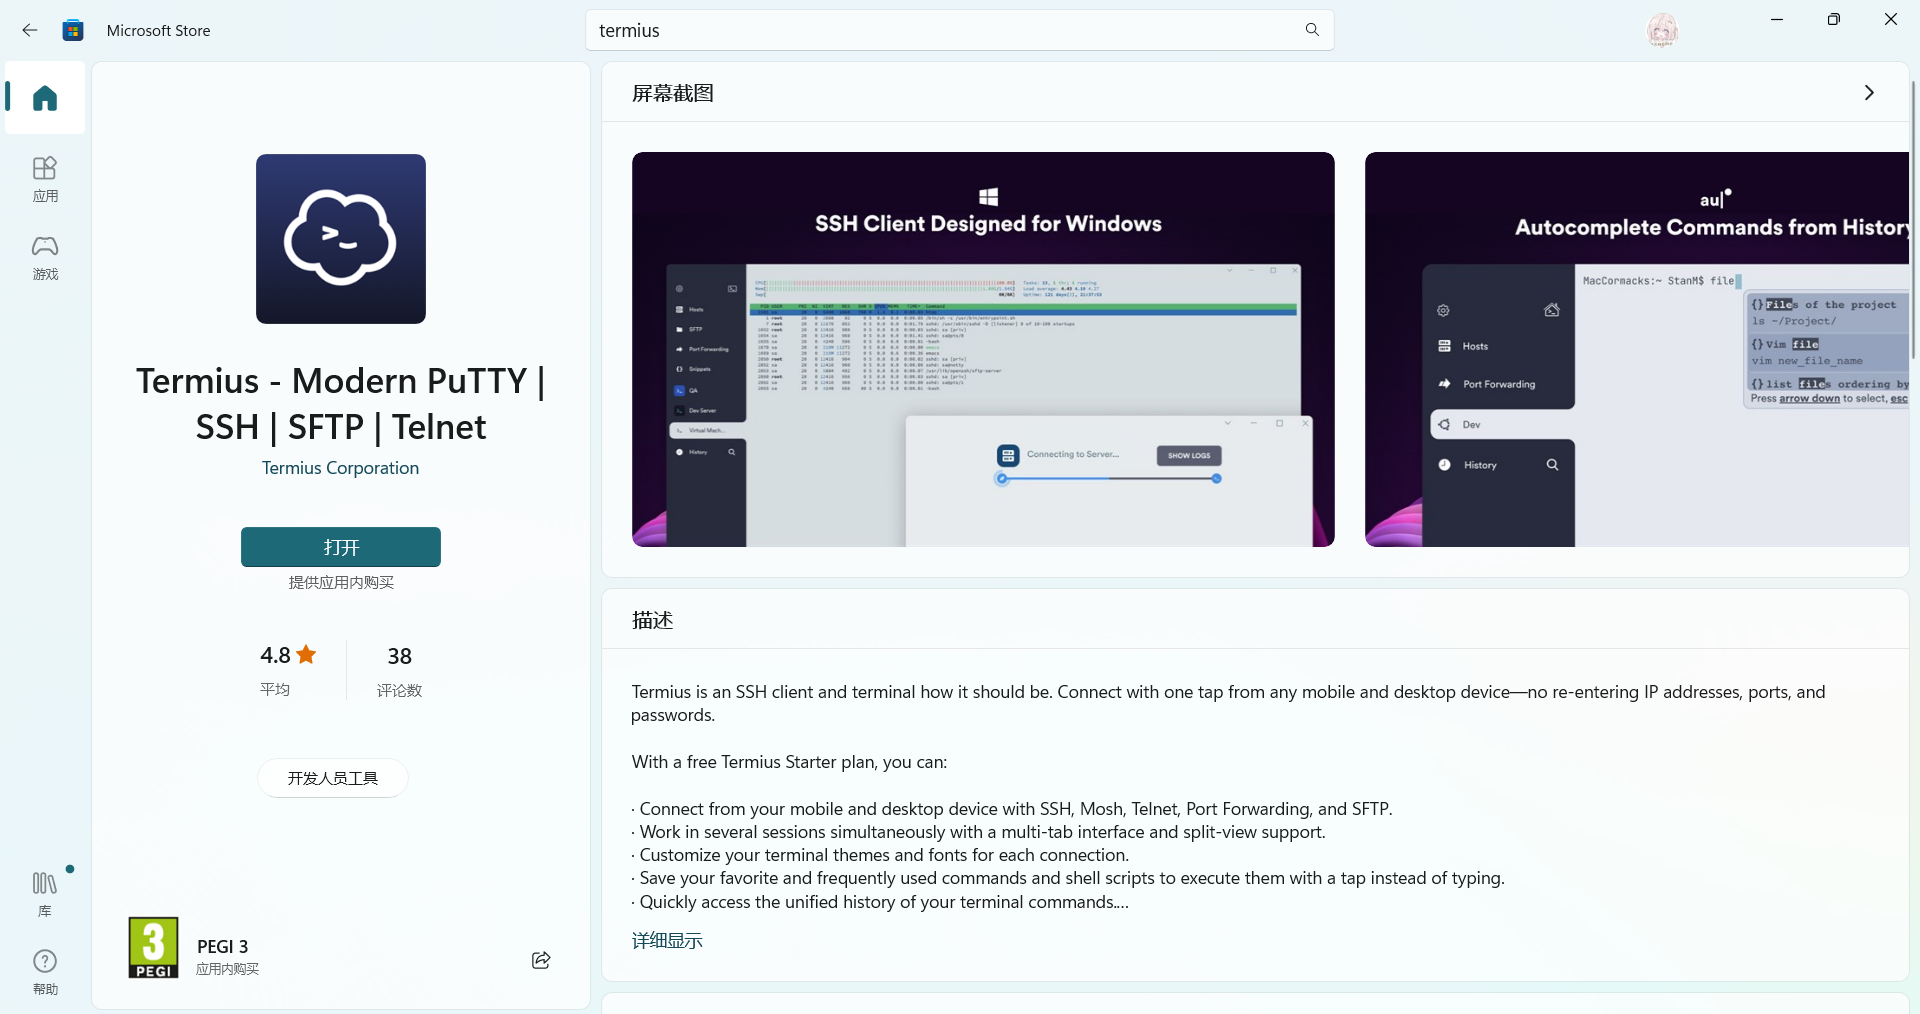 Microsoft Store
termius
应用
游戏
库
帮助
Termius - Modern PuTTY |
SSH | SFTP | Telnet
Termius Corporation
打开
提供应用内购买
4.8
平均
38
评论数
开发人员工具
3
PEGI
PEGI 3
应用内购买
屏幕截图
SSH Client Designed for Windows
Hosts
SFTP
Port Forwarding
Snippets
QA
Dev Server
Virtual Mach...
History
Connecting to Server...
SHOW LOGS
au|
Autocomplete Commands from History
Hosts
Port Forwarding
Dev
History
MacCormacks:~ StanM$ file
{} Files of the project
ls ~/Project/
{} Vim file
vim new_file_name
{} list files ordering by
Press arrow down to select, esc
描述
Termius is an SSH client and terminal how it should be. Connect with one tap from any mobile and desktop device—no re-entering IP addresses, ports, and
passwords.
With a free Termius Starter plan, you can:
· Connect from your mobile and desktop device with SSH, Mosh, Telnet, Port Forwarding, and SFTP.
· Work in several sessions simultaneously with a multi-tab interface and split-view support.
· Customize your terminal themes and fonts for each connection.
· Save your favorite and frequently used commands and shell scripts to execute them with a tap instead of typing.
· Quickly access the unified history of your terminal commands....
详细显示